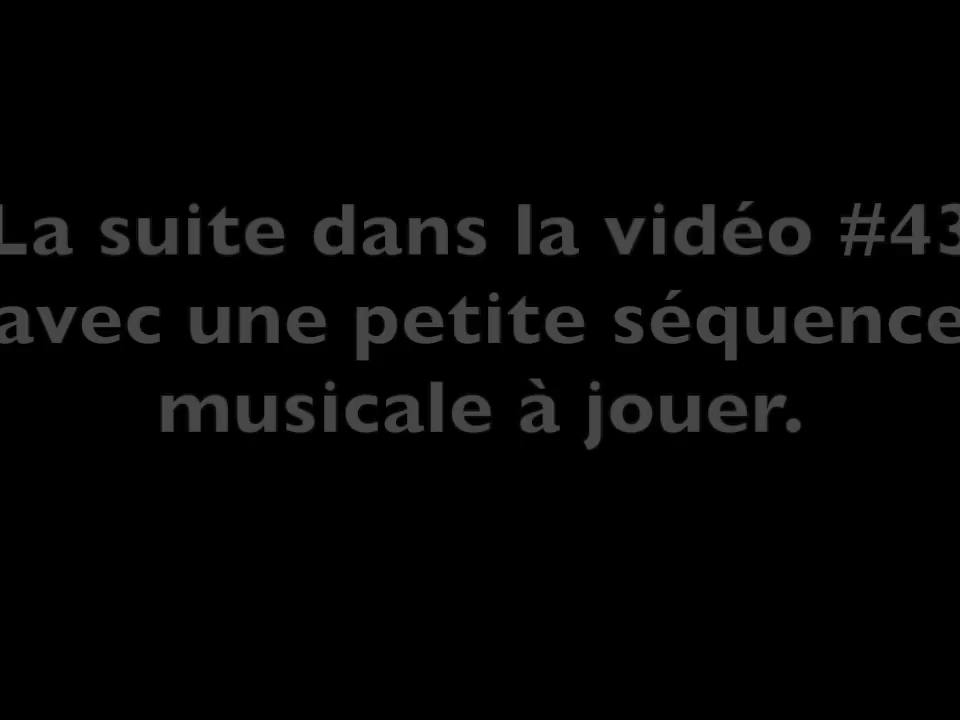 La suite dans la vidéo #43
avec une petite séquence
musicale à jouer.